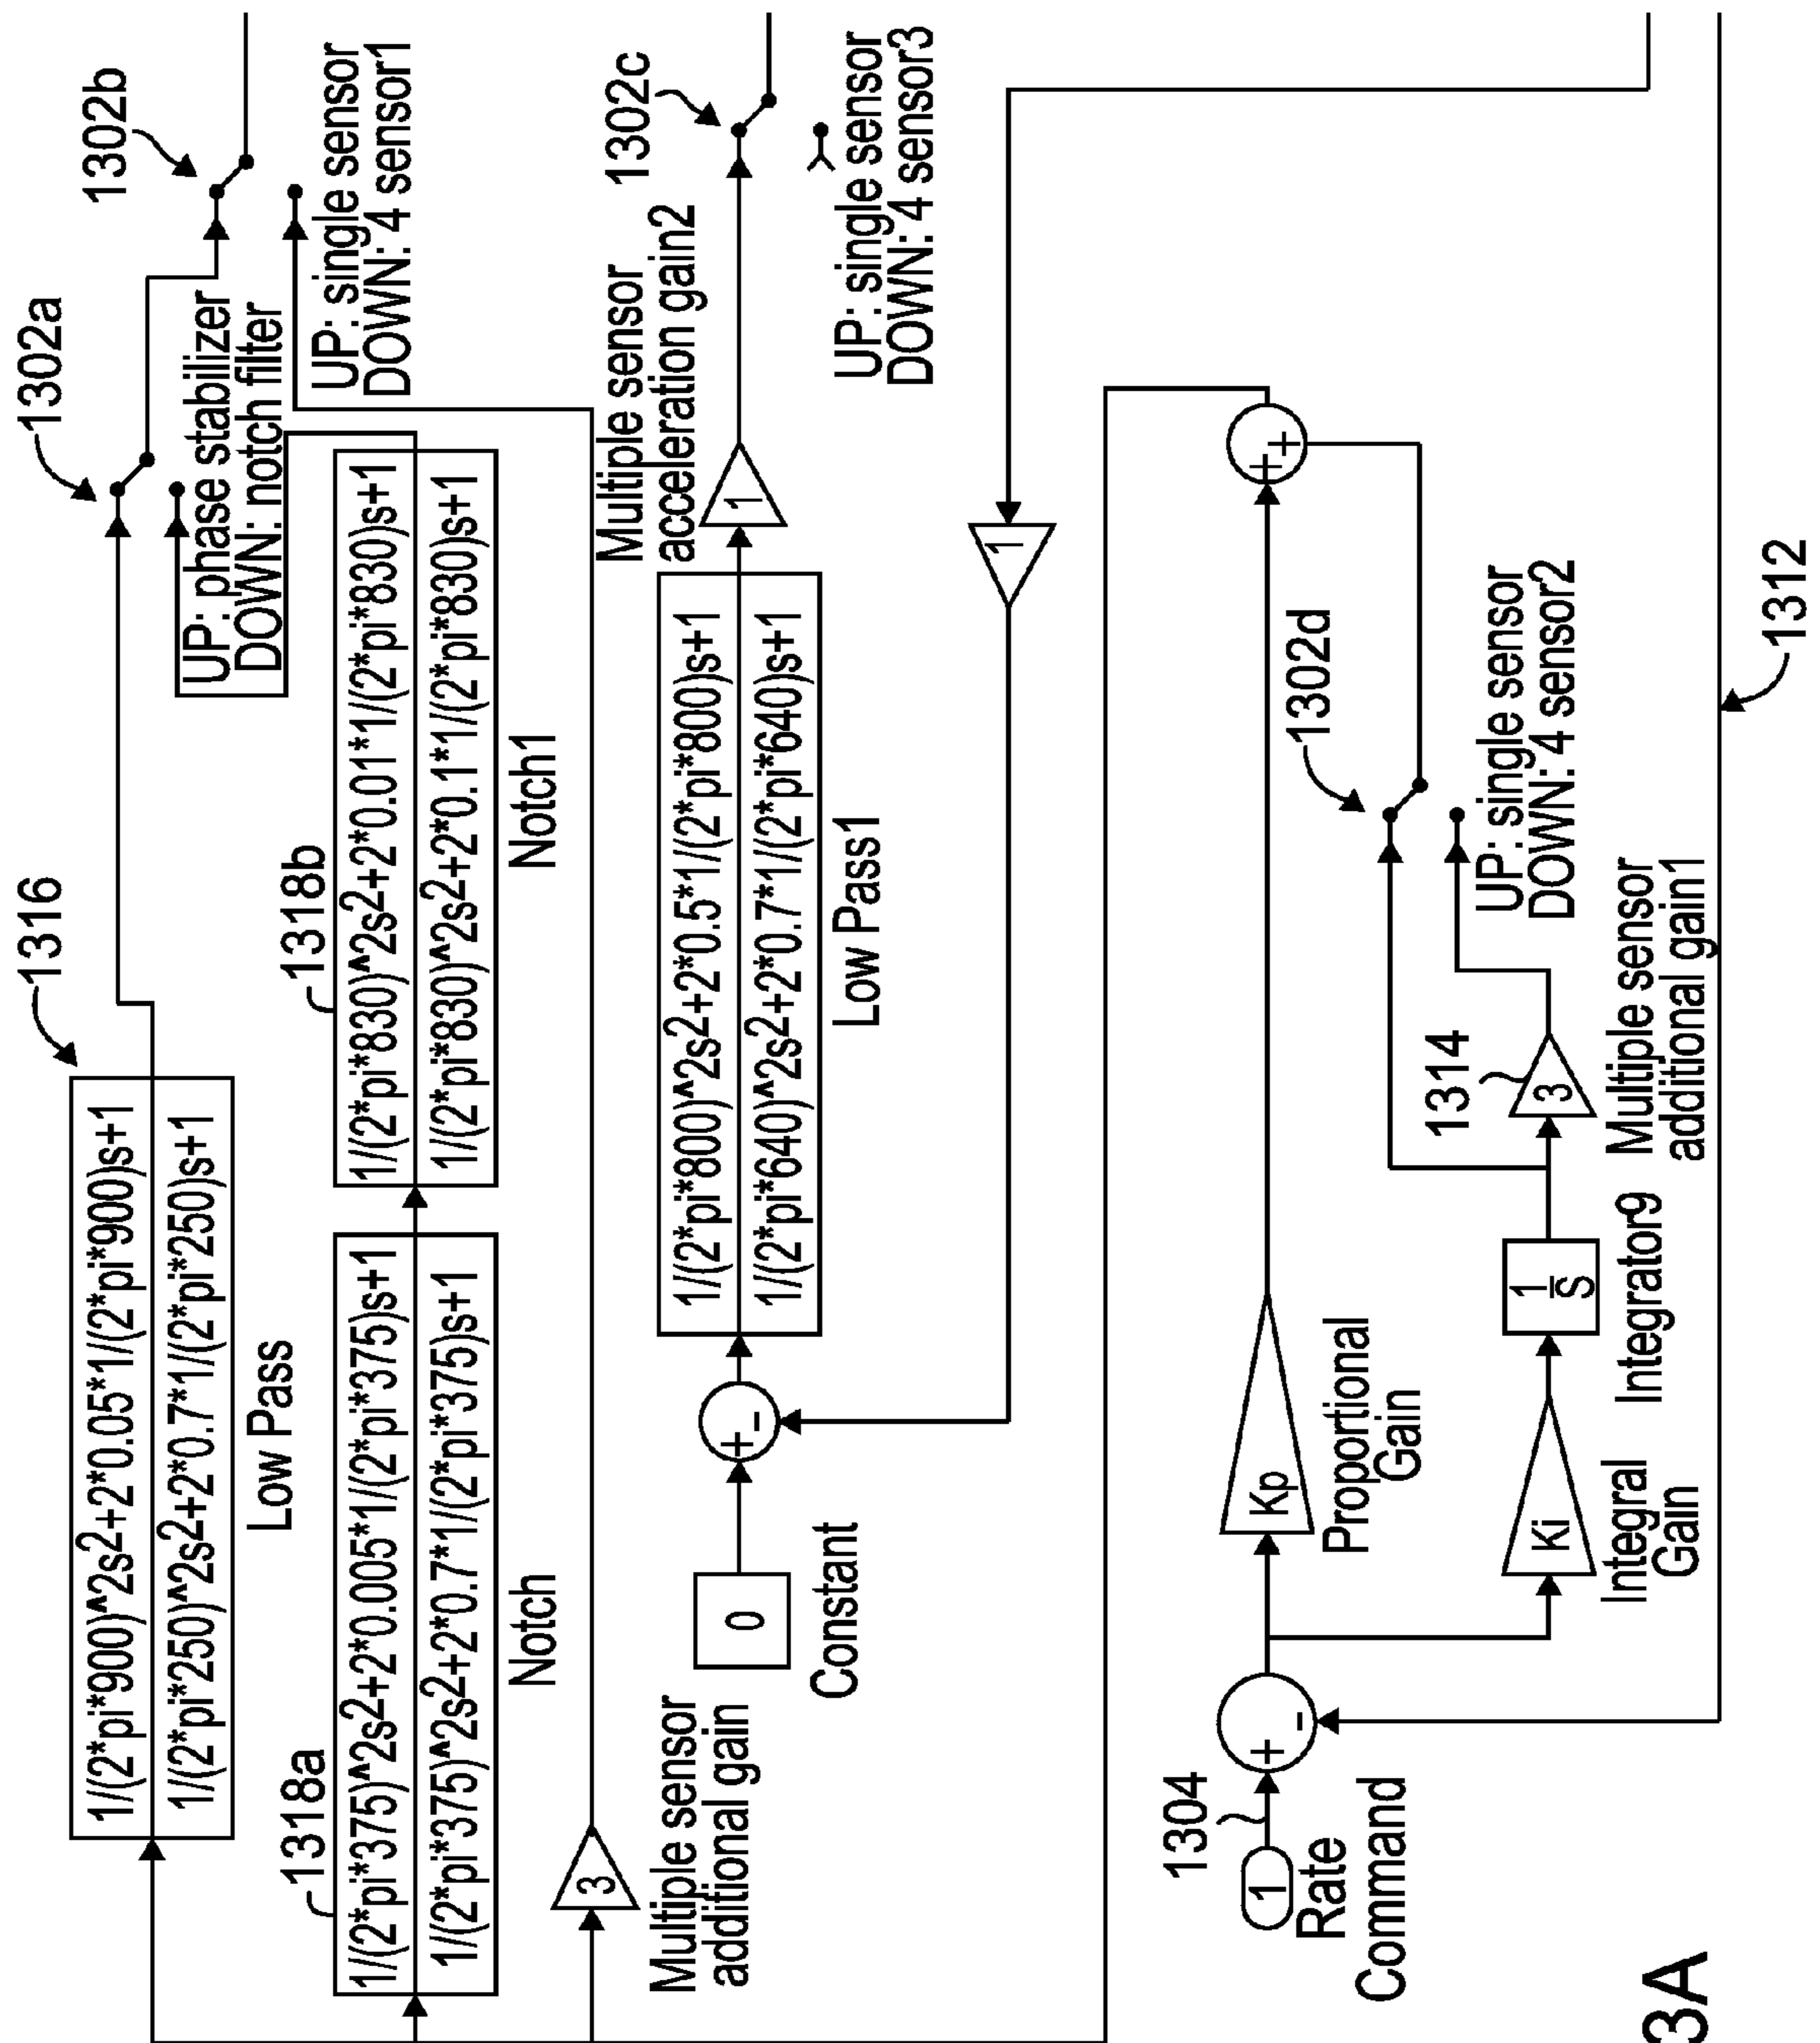 1316
1/(2*pi*900)^2s2+2*0.05*1/(2*pi*900)s+1
1/(2*pi*250)^2s2+2*0.7*1/(2*pi*250)s+1
Low Pass
1302a
UP: phase stabilizer
DOWN: notch filter
1302b
UP: single sensor
DOWN: 4 sensor1
1318a
1/(2*pi*375)^2s2+2*0.005*1/(2*pi*375)s+1
1/(2*pi*375)^2s2+2*0.7*1/(2*pi*375)s+1
Notch
1318b
1/(2*pi*830)^2s2+2*0.01*1/(2*pi*830)s+1
1/(2*pi*830)^2s2+2*0.1*1/(2*pi*830)s+1
Notch1
3
Multiple sensor
additional gain
0
Constant
+
-
1/(2*pi*800)^2s2+2*0.5*1/(2*pi*800)s+1
1/(2*pi*640)^2s2+2*0.7*1/(2*pi*640)s+1
Low Pass1
Multiple sensor
acceleration gain2
1
1302c
UP: single sensor
DOWN: 4 sensor3
1
1304
1
Rate
Command
+
-
Kp
Proportional
Gain
Ki
Integral
Gain
1
S
Integrator9
1314
3
Multiple sensor
additional gain1
1302d
UP: single sensor
DOWN: 4 sensor2
+
+
1312
3A